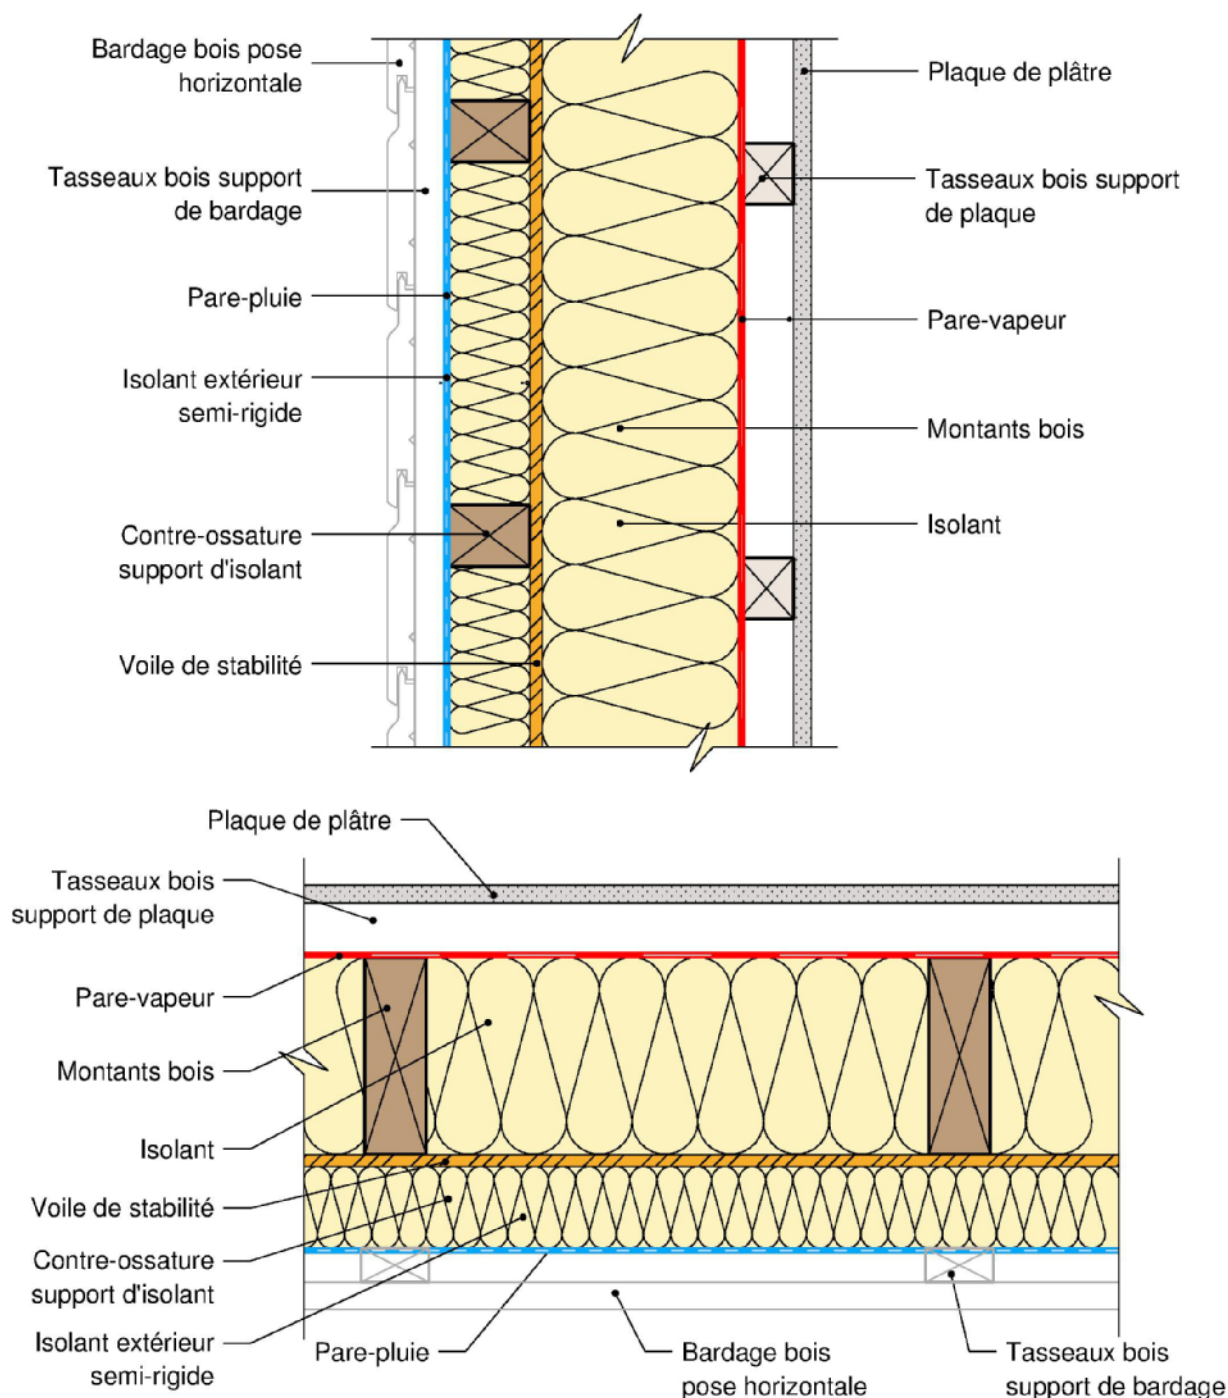 Bardage bois pose
horizontale
Tasseaux bois support
de bardage
Pare-pluie
Isolant extérieur
semi-rigide
Contre-ossature
support d'isolant
Voile de stabilité
Plaque de plâtre
Tasseaux bois support
de plaque
Pare-vapeur
Montants bois
Isolant
Plaque de plâtre
Tasseaux bois
support de plaque
Pare-vapeur
Montants bois
Isolant
Voile de stabilité
Contre-ossature
support d'isolant
Isolant extérieur
semi-rigide
Pare-pluie
Bardage bois
pose horizontale
Tasseaux bois
support de bardage